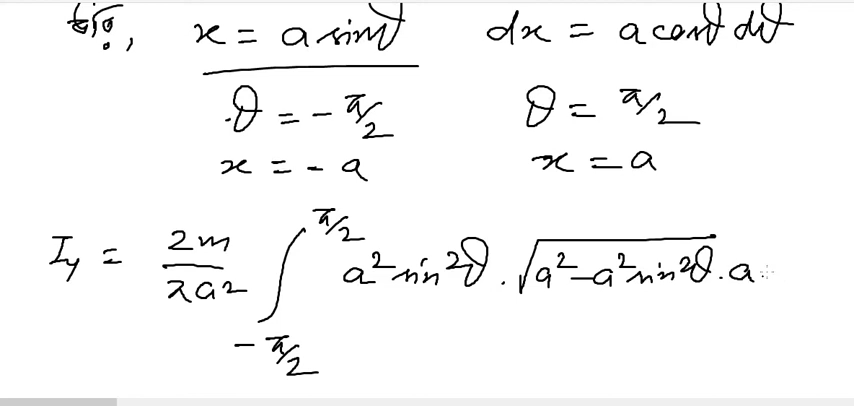 ধরি, x = a sinθ dx = a cosθ dθ
θ = - π/2 θ = π/2
x = - a x = a
I_y = 2m/πa² ∫_{-π/2}^{π/2} a² sin²θ . √(a² - a² sin²θ) . a